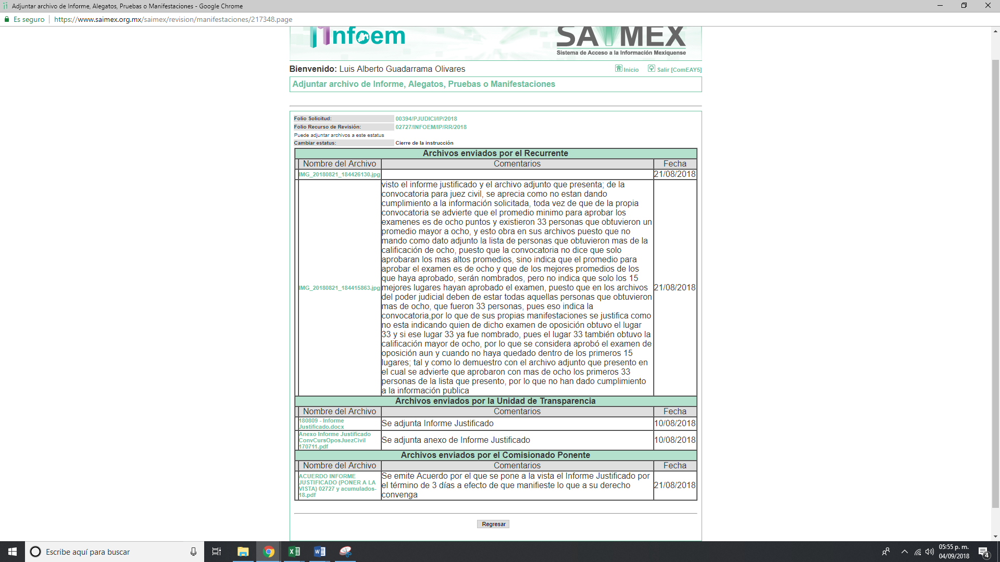 Adjuntar archivo de Informe, Alegatos, Pruebas o Manifestaciones - Google Chrome
Es seguro
https://www.saimex.org.mx/saimex/revision/manifestaciones/217348.page
infoem
SAIMEX
Sistema de Acceso a la Información Mexiquense
Bienvenido: Luis Alberto Guadarrama Olivares
Inicio
Salir [ComEAY5]
Adjuntar archivo de Informe, Alegatos, Pruebas o Manifestaciones
Folio Solicitud: 00394/PJUDICI/IP/2018
Folio Recurso de Revisión: 02727/INFOEM/IP/RR/2018
Puede adjuntar archivos a este estatus
Cambiar estatus: Cierre de la instrucción
Archivos enviados por el Recurrente
Nombre del Archivo Comentarios Fecha
IMG_20180821_184426130.jpg 21/08/2018
visto el informe justificado y el archivo adjunto que presenta; de la
convocatoria para juez civil, se aprecia como no estan dando
cumplimiento a la información solicitada, toda vez de que de la propia
convocatoria se advierte que el promedio minimo para aprobar los
examenes es de ocho puntos y existieron 33 personas que obtuvieron un
promedio mayor a ocho, y esto obra en sus archivos puesto que no
mando como dato adjunto la lista de personas que obtuvieron mas de la
calificación de ocho, puesto que la convocatoria no dice que solo
aprobaran los mas altos promedios, sino indica que el promedio para
aprobar el examen es de ocho y que de los mejores promedios de los
que haya aprobado, serán nombrados, pero no indica que solo los 15
IMG_20180821_184415863.jpg mejores lugares hayan aprobado el examen, puesto que en los archivos 21/08/2018
del poder judicial deben de estar todas aquellas personas que obtuvieron
mas de ocho, que fueron 33 personas, pues eso indica la
convocatoria,por lo que de sus propias manifestaciones se justifica como
no esta indicando quien de dicho examen de oposición obtuvo el lugar
33 y si ese lugar 33 ya fue nombrado, pues el lugar 33 también obtuvo la
calificación mayor de ocho, por lo que se considera aprobó el examen de
oposición aun y cuando no haya quedado dentro de los primeros 15
lugares; tal y como lo demuestro con el archivo adjunto que presento en
el cual se advierte que aprobaron con mas de ocho los primeros 33
personas de la lista que presento, por lo que no han dado cumplimiento
a la información publica
Archivos enviados por la Unidad de Transparencia
Nombre del Archivo Comentarios Fecha
180809 - Informe
Justificado.docx
Se adjunta Informe Justificado 10/08/2018
Anexo Informe Justificado
ConvCursOposJuezCivil
170711.pdf
Se adjunta anexo de Informe Justificado 10/08/2018
Archivos enviados por el Comisionado Ponente
Nombre del Archivo Comentarios Fecha
ACUERDO INFORME
JUSTIFICADO (PONER A LA
VISTA) 02727 y acumulados-
18.pdf
Se emite Acuerdo por el que se pone a la vista el Informe Justificado por
el término de 3 días a efecto de que manifieste lo que a su derecho
convenga
21/08/2018
Regresar
Escribe aquí para buscar
05:55 p. m.
04/09/2018
4